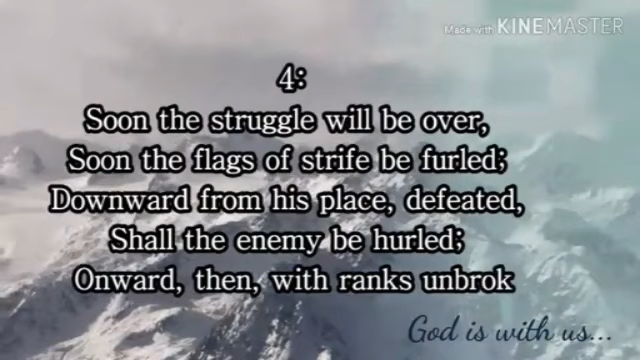 Made with KINEMASTER
4:
Soon the struggle will be over,
Soon the flags of strife be furled;
Downward from his place, defeated,
Shall the enemy be hurled;
Onward, then, with ranks unbrok
God is with us...